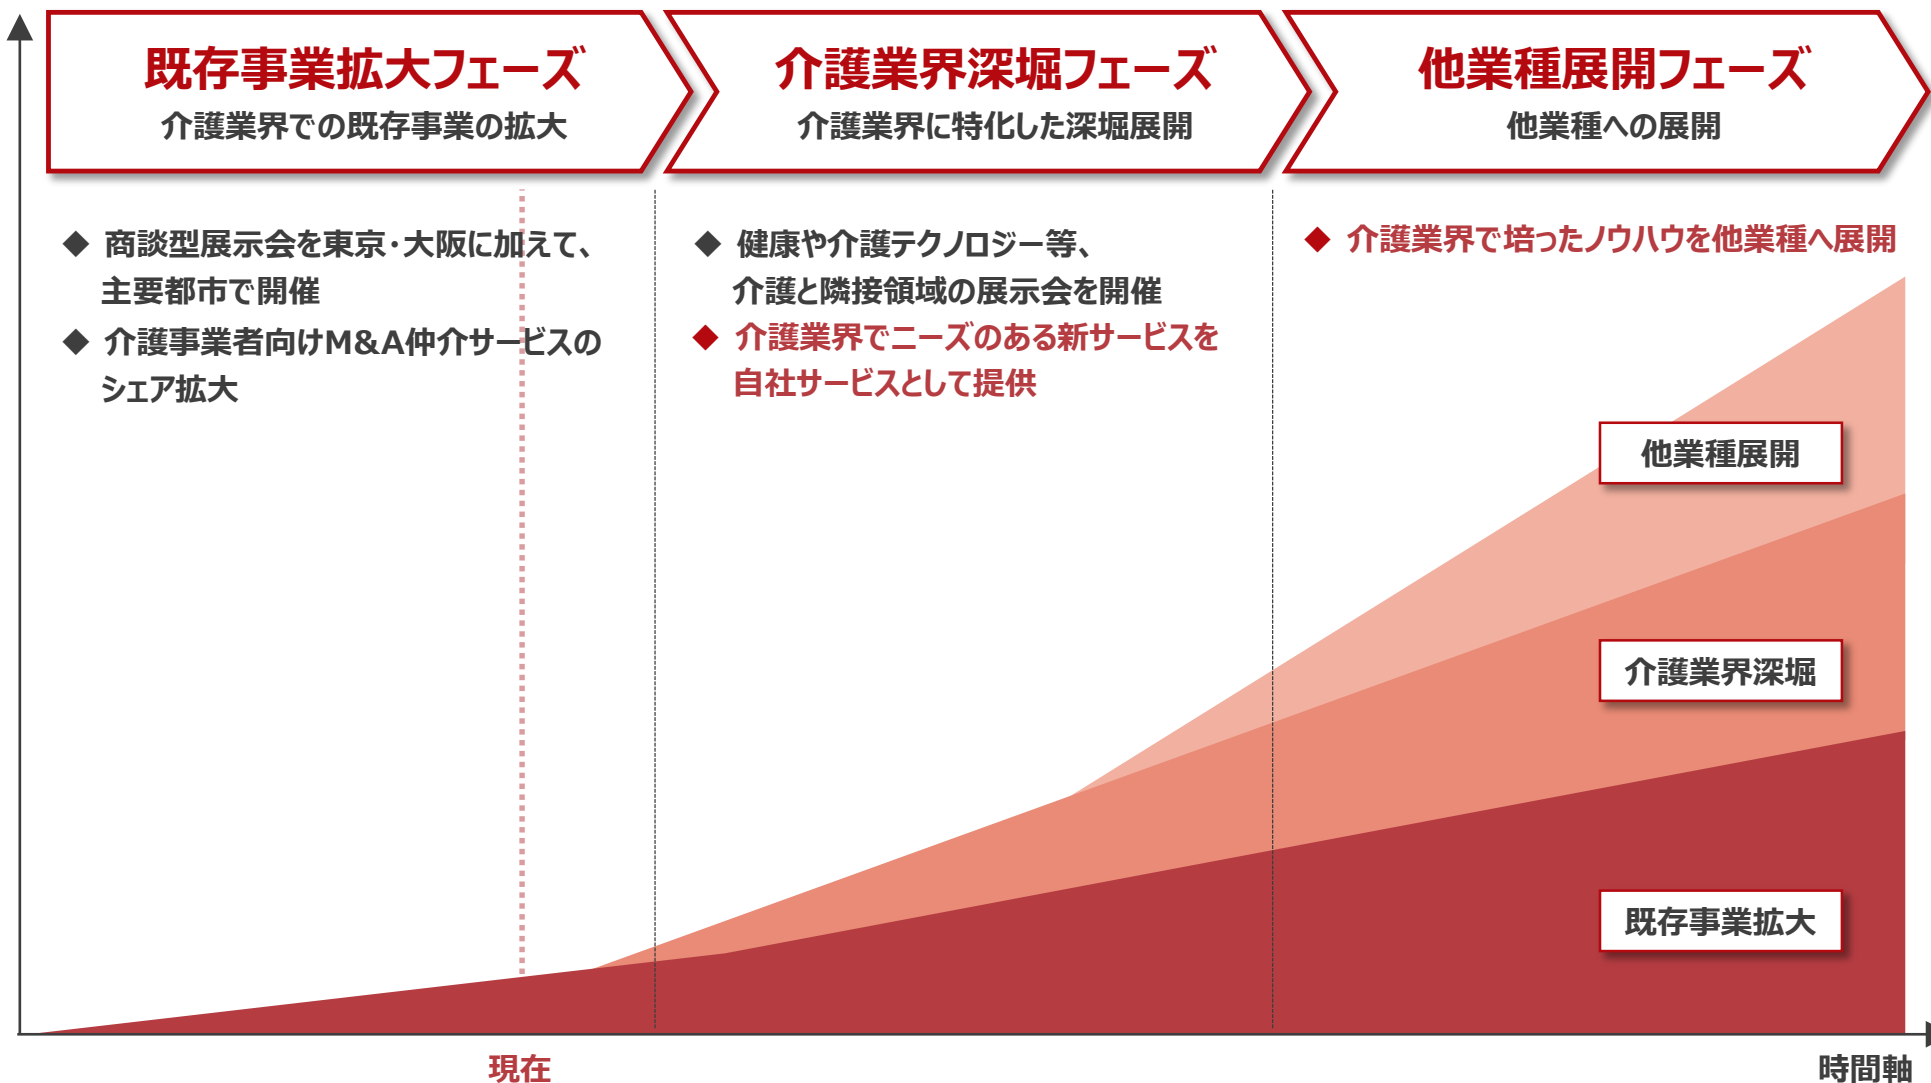 既存事業拡大フェーズ
介護業界での既存事業の拡大
介護業界深堀フェーズ
介護業界に特化した深堀展開
他業種展開フェーズ
他業種への展開
◆ 商談型展示会を東京・大阪に加えて、
主要都市で開催
◆ 介護事業者向けM&A仲介サービスの
シェア拡大
◆ 健康や介護テクノロジー等、
介護と隣接領域の展示会を開催
◆ 介護業界でニーズのある新サービスを
自社サービスとして提供
◆ 介護業界で培ったノウハウを他業種へ展開
他業種展開
介護業界深堀
既存事業拡大
現在
時間軸